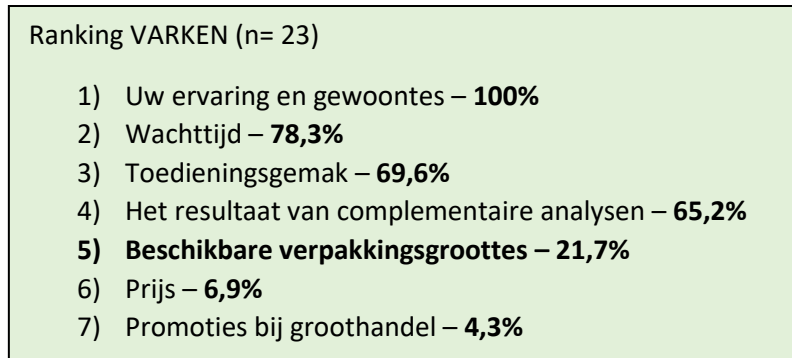 Ranking VARKEN (n= 23)
1) Uw ervaring en gewoontes – 100%
2) Wachttijd – 78,3%
3) Toedieningsgemak – 69,6%
4) Het resultaat van complementaire analysen – 65,2%
5) Beschikbare verpakkingsgroottes – 21,7%
6) Prijs – 6,9%
7) Promoties bij groothandel – 4,3%